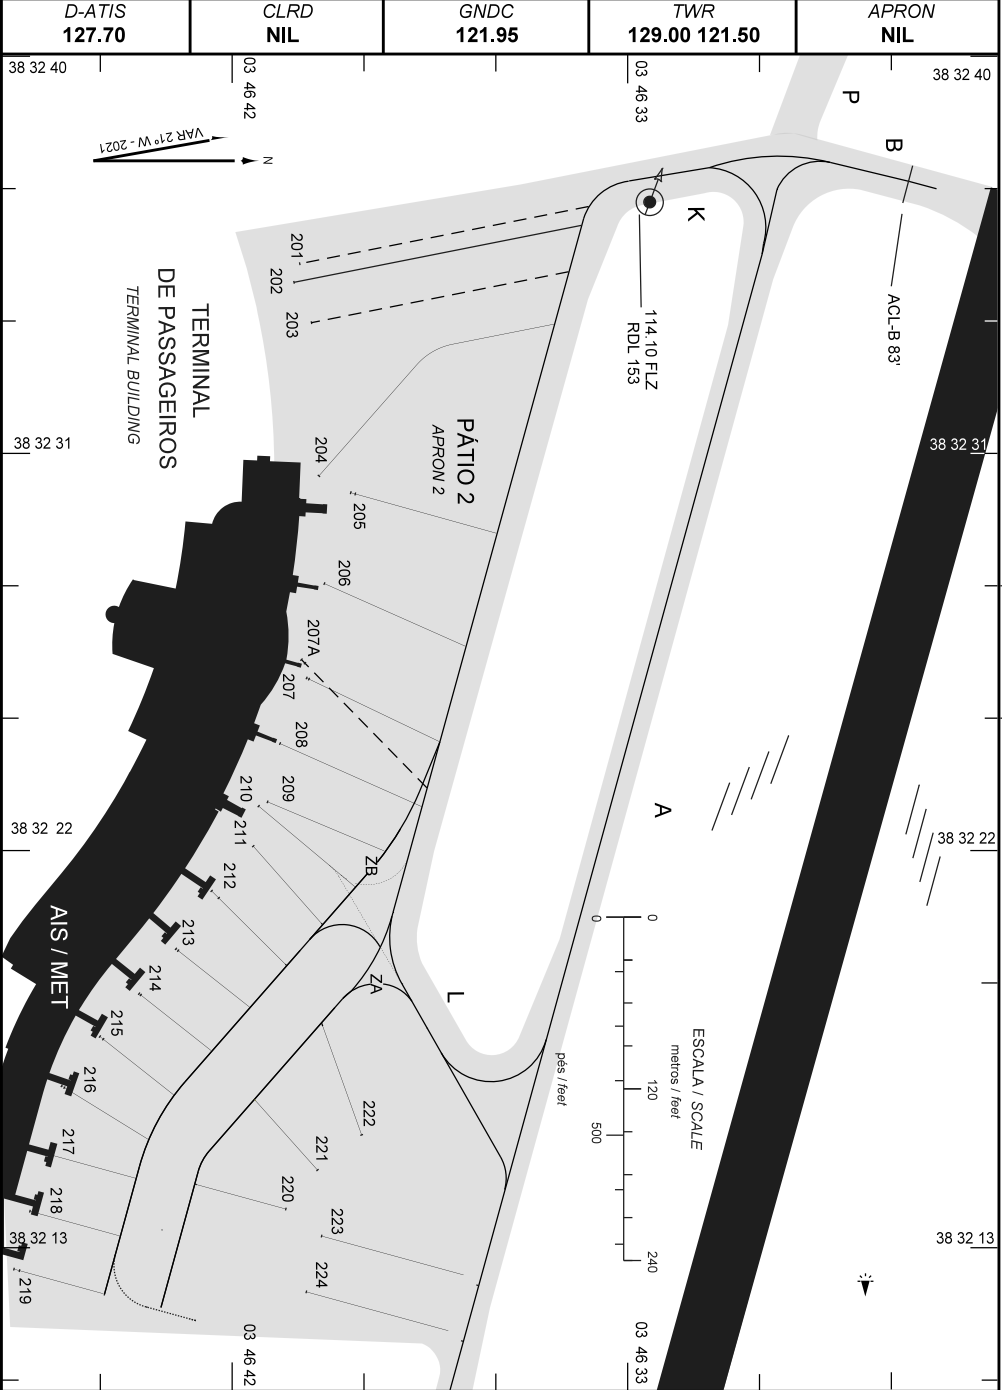 D-ATIS
127.70
CLRD
NIL
GNDC
121.95
TWR
129.00 121.50
APRON
NIL
38 32 40
03 46 42
03 46 33
38 32 40
P
B
VAR 21° W - 2021
N
K
201
202
203
TERMINAL
DE PASSAGEIROS
TERMINAL BUILDING
114.10 FLZ
RDL 153
ACL-B 83'
38 32 31
38 32 31
204
PÁTIO 2
APRON 2
205
206
207A
207
208
209
210
211
212
A
38 32 22
38 32 22
ZB
AIS / MET
213
214
215
216
217
218
219
ZA
L
0
0
ESCALA / SCALE
metros / feet
pés / feet
120
500
240
222
221
220
223
224
38 32 13
38 32 13
03 46 42
03 46 33